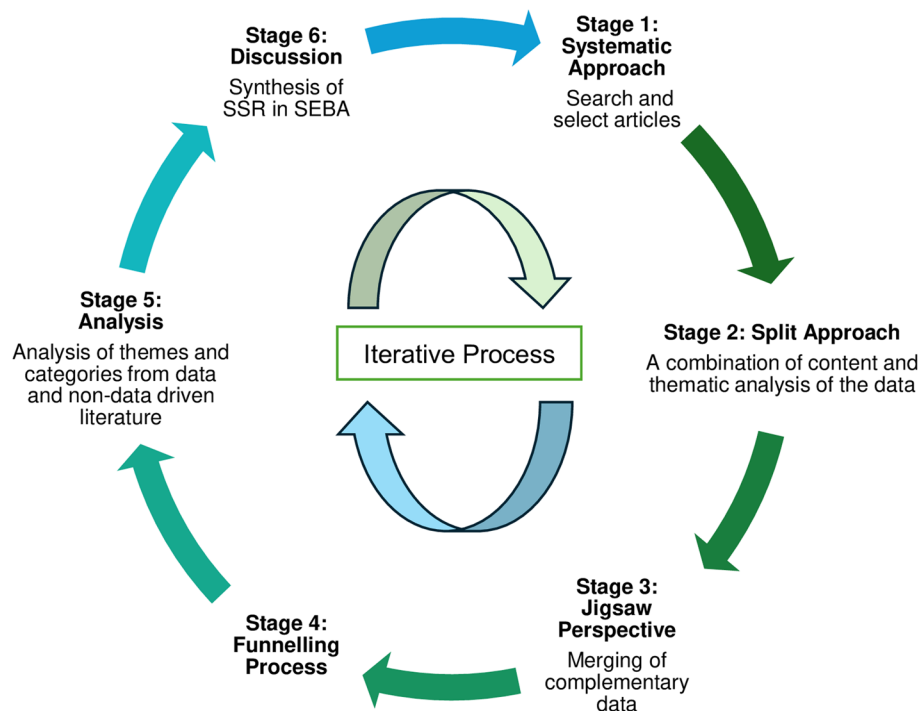 Stage 1:
Systematic
Approach
Search and
select articles
Stage 2: Split Approach
A combination of content and
thematic analysis of the data
Stage 3:
Jigsaw
Perspective
Merging of
complementary
data
Stage 4:
Funnelling
Process
Stage 5:
Analysis
Analysis of themes and
categories from data
and non-data driven
literature
Stage 6:
Discussion
Synthesis of
SSR in SEBA
Iterative Process